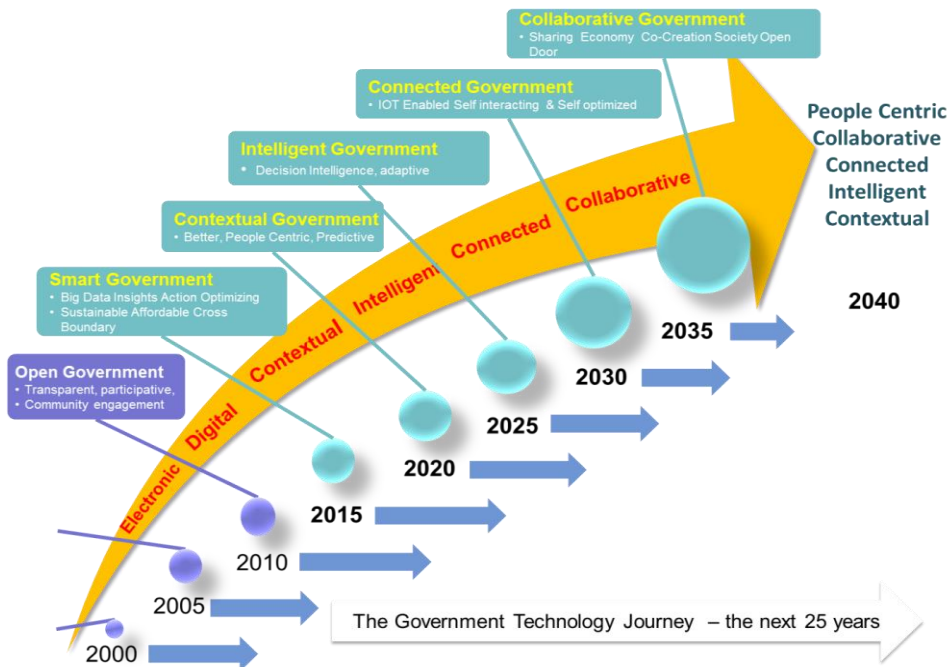 Collaborative Government
• Sharing Economy Co-Creation Society Open
Door
Connected Government
• IOT Enabled Self interacting & Self optimized
Intelligent Government
• Decision Intelligence, adaptive
Contextual Government
• Better, People Centric, Predictive
Smart Government
• Big Data Insights Action Optimizing
• Sustainable Affordable Cross
Boundary
Open Government
• Transparent, participative,
• Community engagement
Electronic Digital Contextual Intelligent Connected Collaborative
People Centric
Collaborative
Connected
Intelligent
Contextual
2040
2035
2030
2025
2020
2015
2010
2005
2000
The Government Technology Journey – the next 25 years